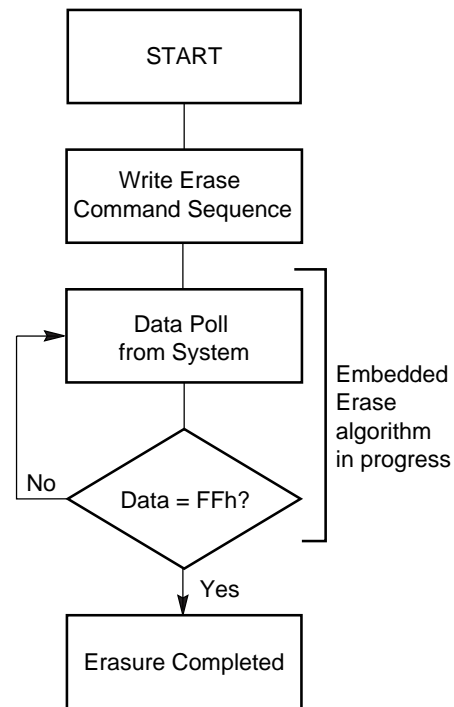 START
Write Erase
Command Sequence
Data Poll
from System
Embedded
Erase
algorithm
in progress
No
Data = FFh?
Yes
Erasure Completed